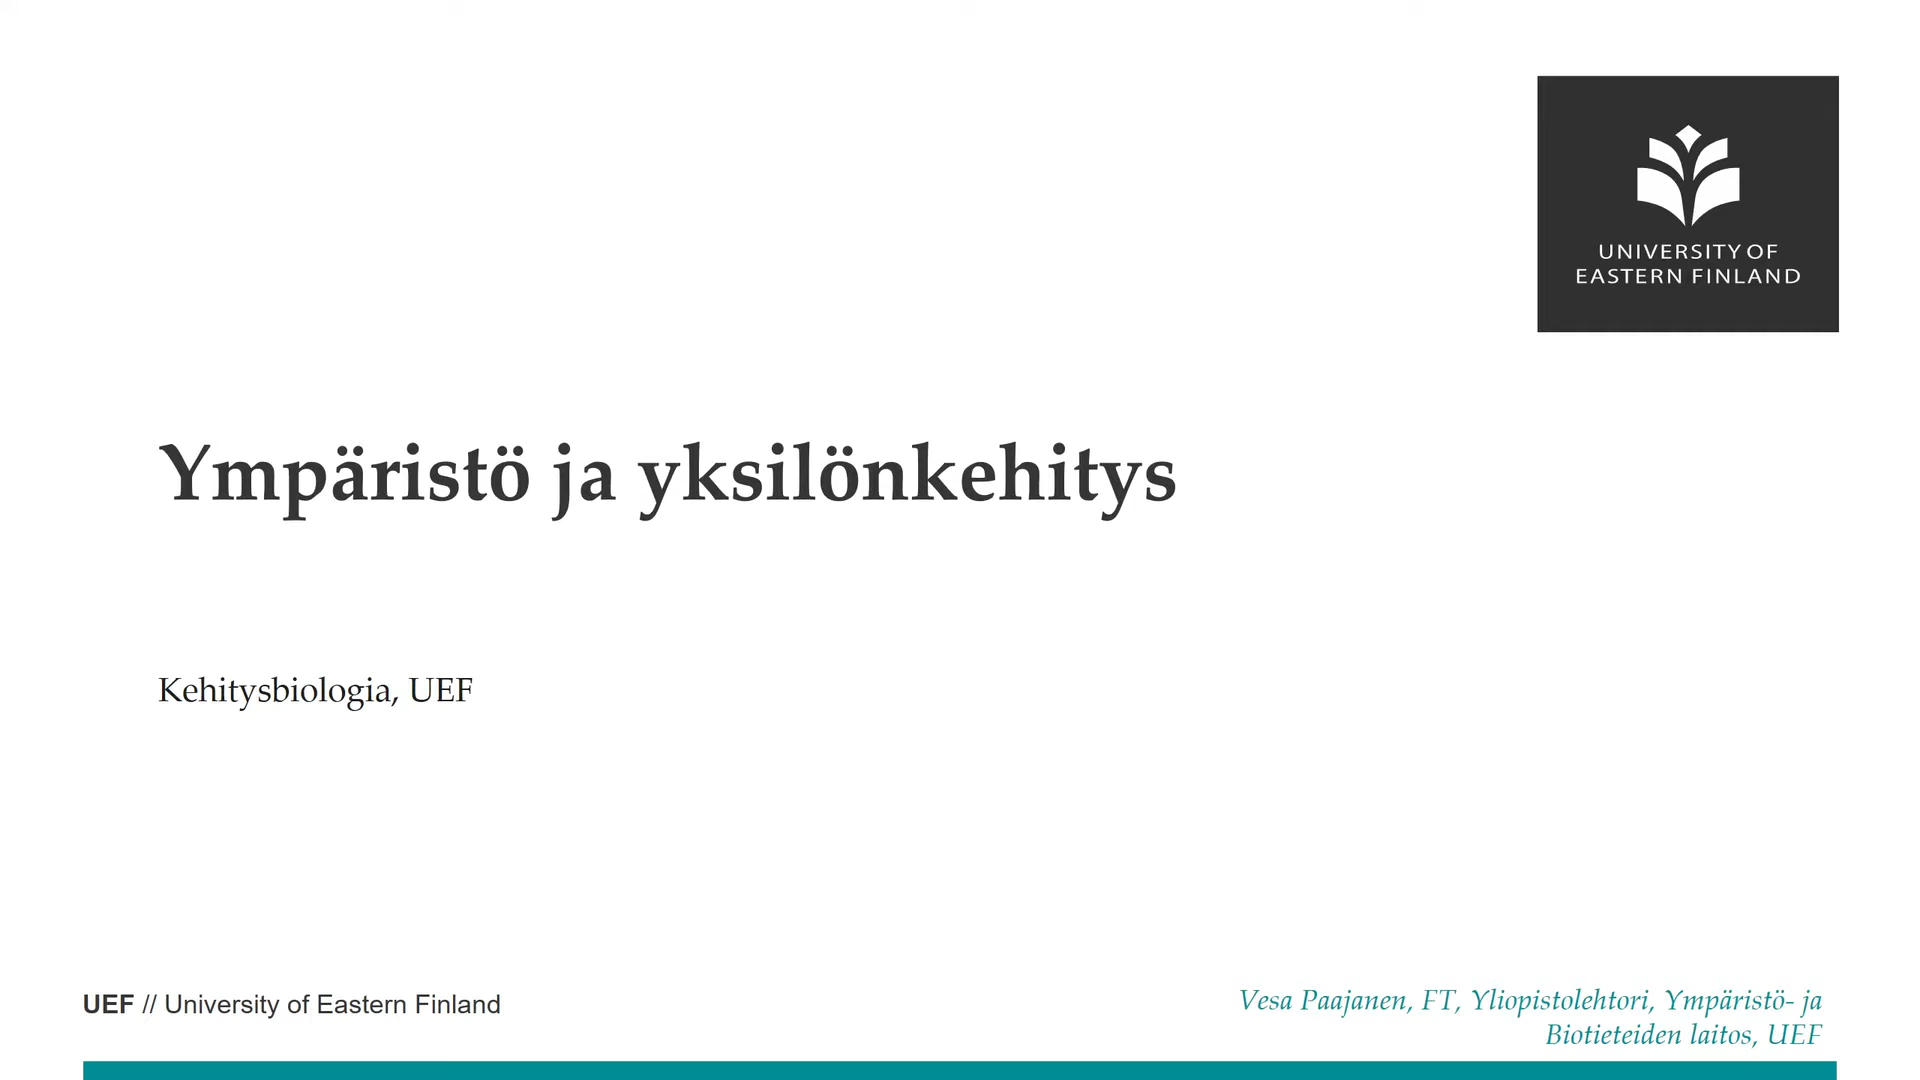 UNIVERSITY OF
EASTERN FINLAND
Ympäristö ja yksilönkehitys
Kehitysbiologia, UEF
UEF // University of Eastern Finland
Vesa Paajanen, FT, Yliopistolehtori, Ympäristö- ja
Biotieteiden laitos, UEF